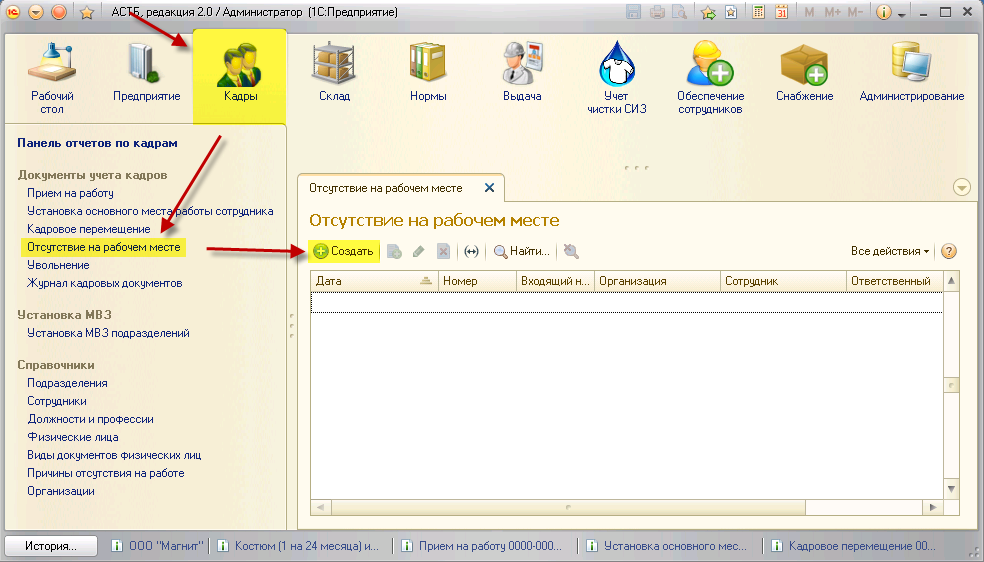 АСТБ, редакция 2.0 / Администратор (1С:Предприятие)
M M+ M-
Рабочий стол
Предприятие
Кадры
Склад
Нормы
Выдача
Учет чистки СИЗ
Обеспечение сотрудников
Снабжение
Администрирование
Панель отчетов по кадрам
Документы учета кадров
Прием на работу
Установка основного места работы сотрудника
Кадровое перемещение
Отсутствие на рабочем месте
Увольнение
Журнал кадровых документов
Установка МВЗ
Установка МВЗ подразделений
Справочники
Подразделения
Сотрудники
Должности и профессии
Физические лица
Виды документов физических лиц
Причины отсутствия на работе
Организации
Отсутствие на рабочем месте
Отсутствие на рабочем месте
Создать
Найти...
Все действия
Дата Номер Входящий н... Организация Сотрудник Ответственный
История... ООО "Магнит" Костюм (1 на 24 месяца) и... Прием на работу 0000-000... Установка основного мес... Кадровое перемещение 00...